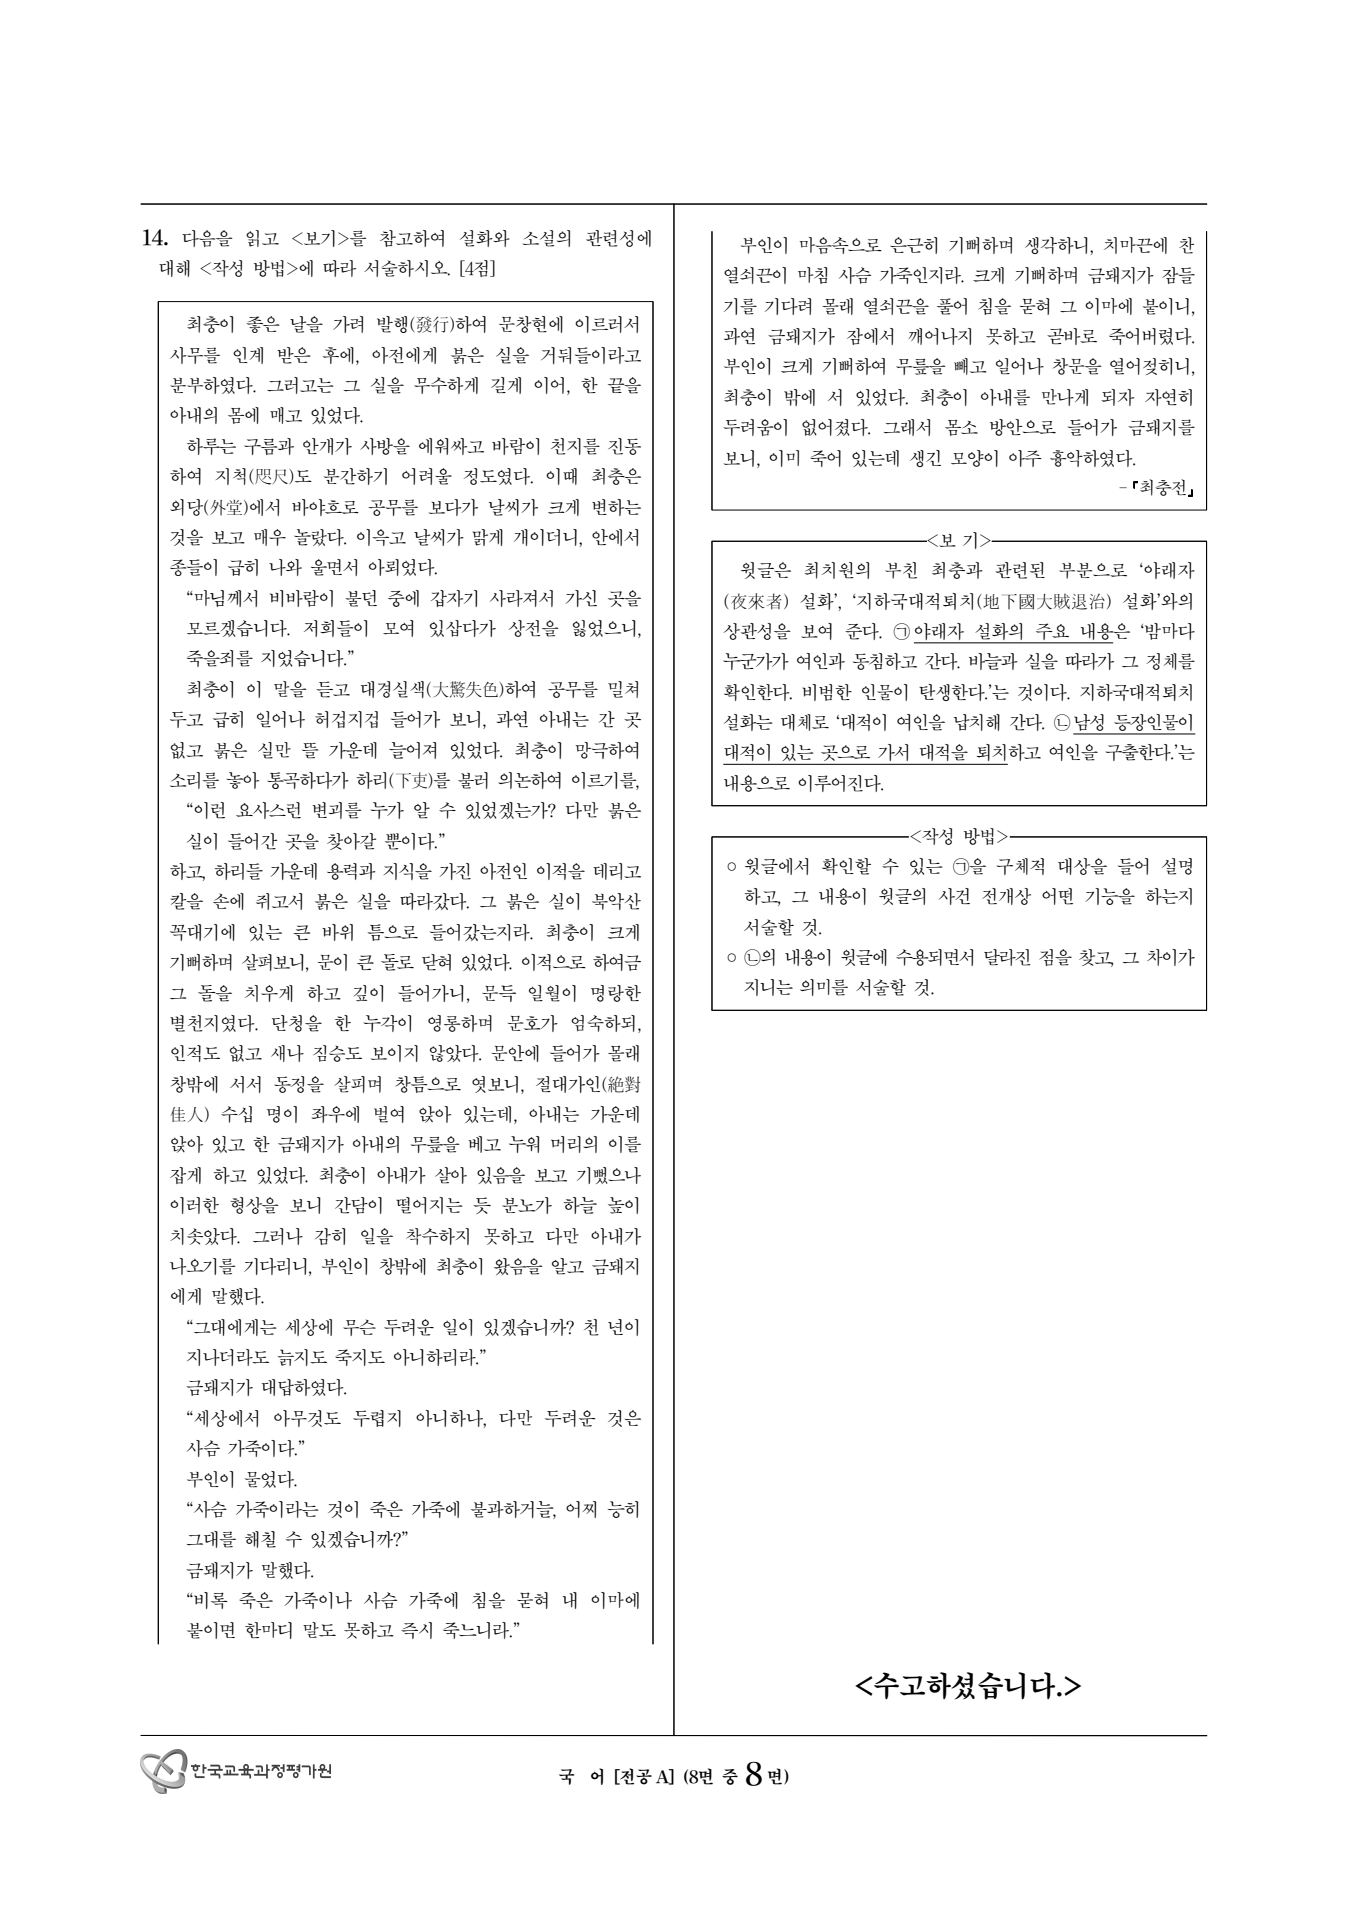 14. 다음을 읽고 <보기>를 참고하여 설화와 소설의 관련성에
대해 <작성 방법>에 따라 서술하시오. [4점]
최충이 좋은 날을 가려 발행(發行)하여 문창현에 이르러서
사무를 인계 받은 후에, 아전에게 붉은 실을 거둬들이라고
분부하였다. 그러고는 그 실을 무수하게 길게 이어, 한 끝을
아내의 몸에 매고 있었다.
하루는 구름과 안개가 사방을 에워싸고 바람이 천지를 진동
하여 지척(咫尺)도 분간하기 어려울 정도였다. 이때 최충은
외당(外堂)에서 바야흐로 공무를 보다가 날씨가 크게 변하는
것을 보고 매우 놀랐다. 이윽고 날씨가 맑게 개이더니, 안에서
종들이 급히 나와 울면서 아뢰었다.
“마님께서 비바람이 불던 중에 갑자기 사라져서 가신 곳을
모르겠습니다. 저희들이 모여 있삽다가 상전을 잃었으니,
죽을죄를 지었습니다.”
최충이 이 말을 듣고 대경실색(大驚失色)하여 공무를 밀쳐
두고 급히 일어나 허겁지겁 들어가 보니, 과연 아내는 간 곳
없고 붉은 실만 뜰 가운데 늘어져 있었다. 최충이 망극하여
소리를 놓아 통곡하다가 하리(下吏)를 불러 의논하여 이르기를,
“이런 요사스런 변괴를 누가 알 수 있었겠는가? 다만 붉은
실이 들어간 곳을 찾아갈 뿐이다.”
하고, 하리들 가운데 용력과 지식을 가진 아전인 이적을 데리고
칼을 손에 쥐고서 붉은 실을 따라갔다. 그 붉은 실이 북악산
꼭대기에 있는 큰 바위 틈으로 들어갔는지라. 최충이 크게
기뻐하며 살펴보니, 문이 큰 돌로 닫혀 있었다. 이적으로 하여금
그 돌을 치우게 하고 깊이 들어가니, 문득 일월이 명랑한
별천지였다. 단청을 한 누각이 영롱하며 문호가 엄숙하되,
인적도 없고 새나 짐승도 보이지 않았다. 문안에 들어가 몰래
창밖에 서서 동정을 살피며 창틈으로 엿보니, 절대가인(絶對
佳人) 수십 명이 좌우에 벌여 앉아 있는데, 아내는 가운데
앉아 있고 한 금돼지가 아내의 무릎을 베고 누워 머리의 이를
잡게 하고 있었다. 최충이 아내가 살아 있음을 보고 기뻤으나
이러한 형상을 보니 간담이 떨어지는 듯 분노가 하늘 높이
치솟았다. 그러나 감히 일을 착수하지 못하고 다만 아내가
나오기를 기다리니, 부인이 창밖에 최충이 왔음을 알고 금돼지
에게 말했다.
“그대에게는 세상에 무슨 두려운 일이 있겠습니까? 천 년이
지나더라도 늙지도 죽지도 아니하리라.”
금돼지가 대답하였다.
“세상에서 아무것도 두렵지 아니하나, 다만 두려운 것은
사슴 가죽이다.”
부인이 물었다.
“사슴 가죽이라는 것이 죽은 가죽에 불과하거늘, 어찌 능히
그대를 해칠 수 있겠습니까?”
금돼지가 말했다.
“비록 죽은 가죽이나 사슴 가죽에 침을 묻혀 내 이마에
붙이면 한마디 말도 못하고 즉시 죽느니라.”
부인이 마음속으로 은근히 기뻐하며 생각하니, 치마끈에 찬
열쇠끈이 마침 사슴 가죽인지라. 크게 기뻐하며 금돼지가 잠들
기를 기다려 몰래 열쇠끈을 풀어 침을 묻혀 그 이마에 붙이니,
과연 금돼지가 잠에서 깨어나지 못하고 곧바로 죽어버렸다.
부인이 크게 기뻐하여 무릎을 빼고 일어나 창문을 열어젖히니,
최충이 밖에 서 있었다. 최충이 아내를 만나게 되자 자연히
두려움이 없어졌다. 그래서 몸소 방안으로 들어가 금돼지를
보니, 이미 죽어 있는데 생긴 모양이 아주 흉악하였다.
-『최충전』
<보 기>
윗글은 최치원의 부친 최충과 관련된 부분으로 ‘야래자
(夜來者) 설화’, ‘지하국대적퇴치(地下國大賊退治) 설화’와의
상관성을 보여 준다. ㉠야래자 설화의 주요 내용은 ‘밤마다
누군가가 여인과 동침하고 간다. 바늘과 실을 따라가 그 정체를
확인한다. 비범한 인물이 탄생한다.’는 것이다. 지하국대적퇴치
설화는 대체로 ‘대적이 여인을 납치해 간다. ㉡남성 등장인물이
대적이 있는 곳으로 가서 대적을 퇴치하고 여인을 구출한다.’는
내용으로 이루어진다.
<작성 방법>
○ 윗글에서 확인할 수 있는 ㉠을 구체적 대상을 들어 설명
하고, 그 내용이 윗글의 사건 전개상 어떤 기능을 하는지
서술할 것.
○ ㉡의 내용이 윗글에 수용되면서 달라진 점을 찾고, 그 차이가
지니는 의미를 서술할 것.
<수고하셨습니다.>
한국교육과정평가원
국 어 [전공 A] (8면 중 8 면)